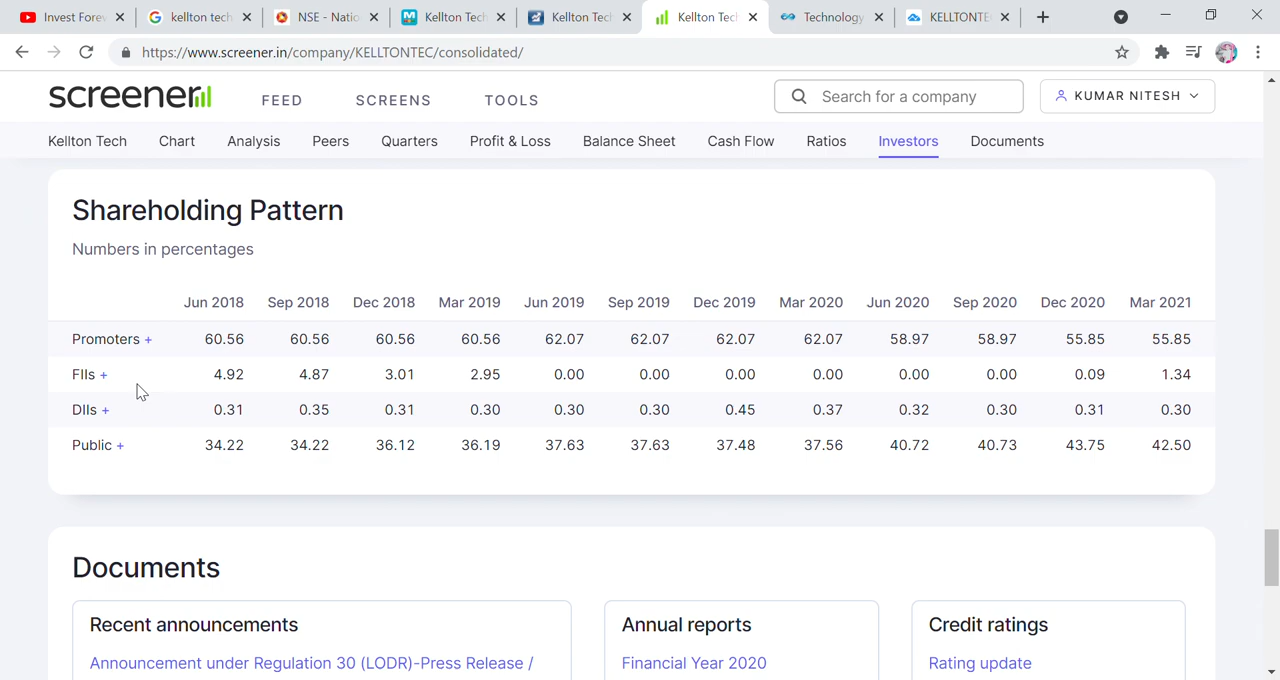 Invest Forev
kellton tech
NSE - Natio
Kellton Tech
Kellton Tech
Kellton Tech
Technology
KELLTONTE
https://www.screener.in/company/KELLTONTEC/consolidated/
screener
FEED
SCREENS
TOOLS
Search for a company
KUMAR NITESH
Kellton Tech Chart Analysis Peers Quarters Profit & Loss Balance Sheet Cash Flow Ratios Investors Documents
Shareholding Pattern
Numbers in percentages
Jun 2018 Sep 2018 Dec 2018 Mar 2019 Jun 2019 Sep 2019 Dec 2019 Mar 2020 Jun 2020 Sep 2020 Dec 2020 Mar 2021
Promoters + 60.56 60.56 60.56 60.56 62.07 62.07 62.07 62.07 58.97 58.97 55.85 55.85
FIIs + 4.92 4.87 3.01 2.95 0.00 0.00 0.00 0.00 0.00 0.00 0.09 1.34
DIIs + 0.31 0.35 0.31 0.30 0.30 0.30 0.45 0.37 0.32 0.30 0.31 0.30
Public + 34.22 34.22 36.12 36.19 37.63 37.63 37.48 37.56 40.72 40.73 43.75 42.50
Documents
Recent announcements
Announcement under Regulation 30 (LODR)-Press Release /
Annual reports
Financial Year 2020
Credit ratings
Rating update